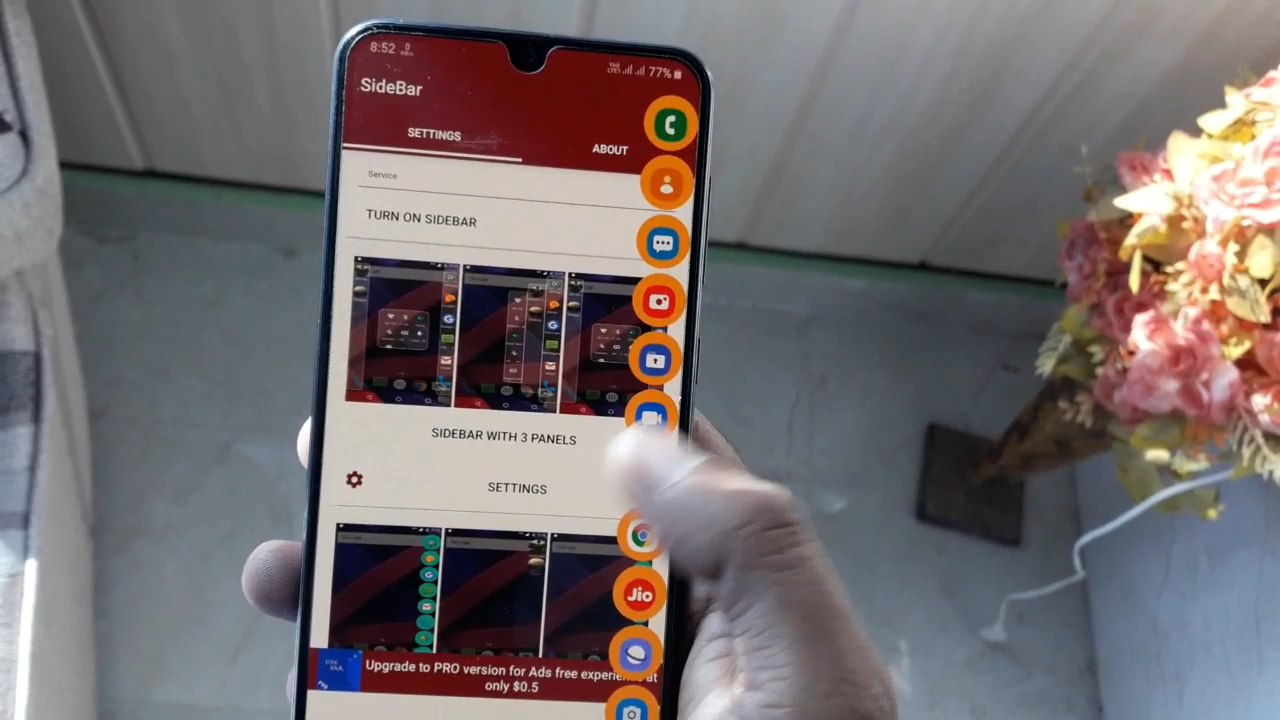 8:52 0
77%
SideBar
SETTINGS
ABOUT
Service
TURN ON SIDEBAR
SIDEBAR WITH 3 PANELS
SETTINGS
Jio
Upgrade to PRO version for Ads free experience at
only $0.5